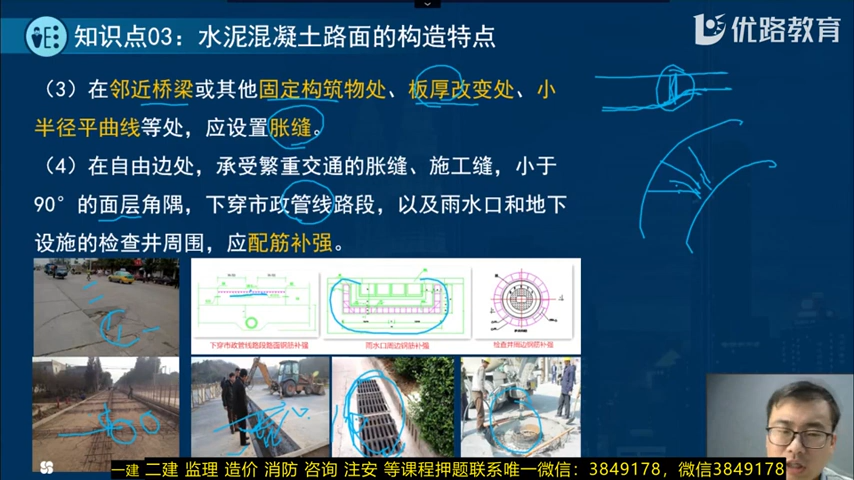 知识点03：水泥混凝土路面的构造特点
优路教育
（3）在邻近桥梁或其他固定构筑物处、板厚改变处、小
半径平曲线等处，应设置胀缝。
（4）在自由边处，承受繁重交通的胀缝、施工缝，小于
90°的面层角隅，下穿市政管线路段，以及雨水口和地下
设施的检查井周围，应配筋补强。
下穿市政管线路段路面钢筋补强
雨水口周边钢筋补强
检查井周边钢筋补强
一建 二建 监理 造价 消防 咨询 注安 等课程押题联系唯一微信：3849178，微信3849178